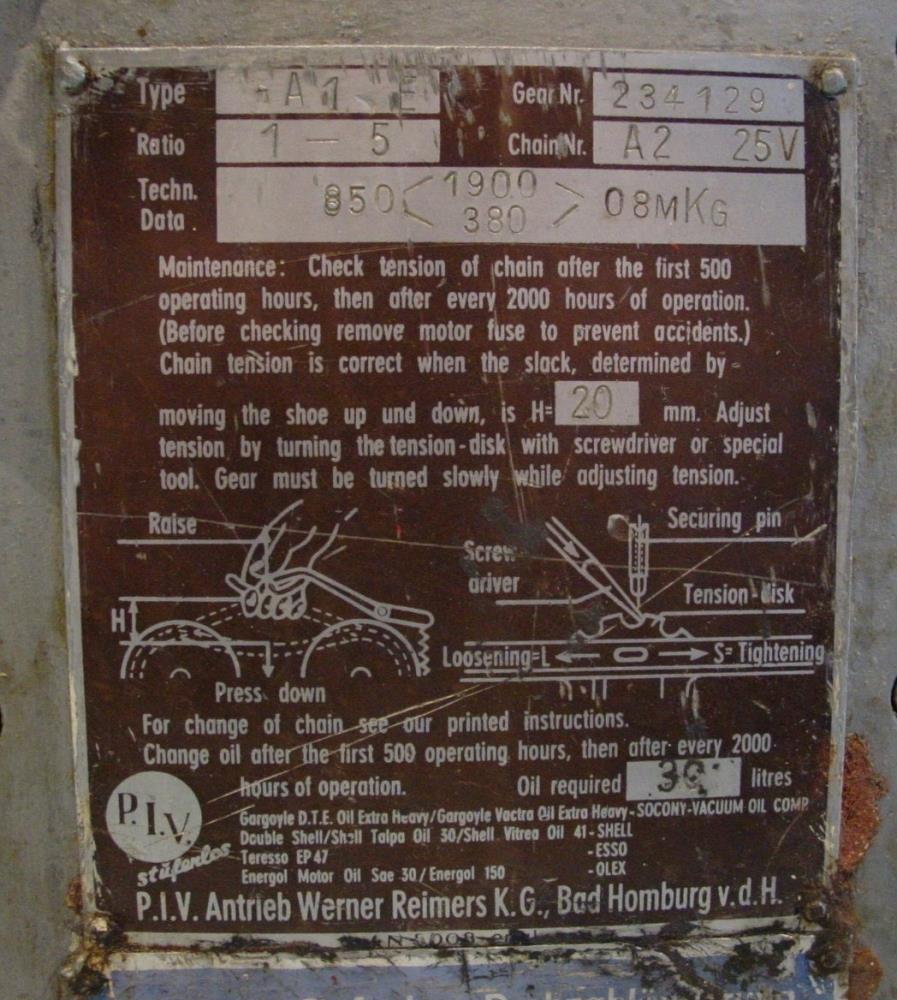 Type A1 E Gear Nr. 234129
Ratio 1 – 5 Chain Nr. A2 25V
Techn. Data 850 < 1900 380 > 08mKg
Maintenance: Check tension of chain after the first 500
operating hours, then after every 2000 hours of operation.
(Before checking remove motor fuse to prevent accidents.)
Chain tension is correct when the slack, determined by
moving the shoe up und down, is H= 20 mm. Adjust
tension by turning the tension-disk with screwdriver or special
tool. Gear must be turned slowly while adjusting tension.
Raise
Securing pin
Screw-
driver
Tension-disk
H
Loosening=L S=Tightening
Press down
For change of chain see our printed instructions.
Change oil after the first 500 operating hours, then after every 2000
hours of operation. Oil required litres
P.I.V.
stufenlos
Gargoyle D.T.E. Oil Extra Heavy/Gargoyle Vactra Oil Extra Heavy-SOCONY-VACUUM OIL COMP.
Double Shell/Shell Talpa Oil 30/Shell Vitrea Oil 41-SHELL
Teresso EP 47 -ESSO
Energol Motor Oil Sae 30/Energol 150 -OLEX
P.I.V. Antrieb Werner Reimers K.G., Bad Homburg v.d.H.